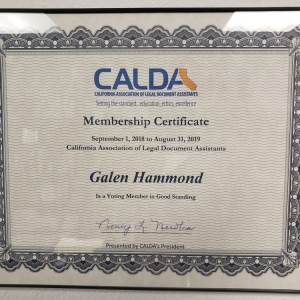 CALDA
CALIFORNIA ASSOCIATION OF LEGAL DOCUMENT ASSISTANTS
Setting the standard... education, ethics, excellence
Membership Certificate
September 1, 2018 to August 31, 2019
California Association of Legal Document Assistants
Galen Hammond
Is a Voting Member in Good Standing
Presented by CALDA's President